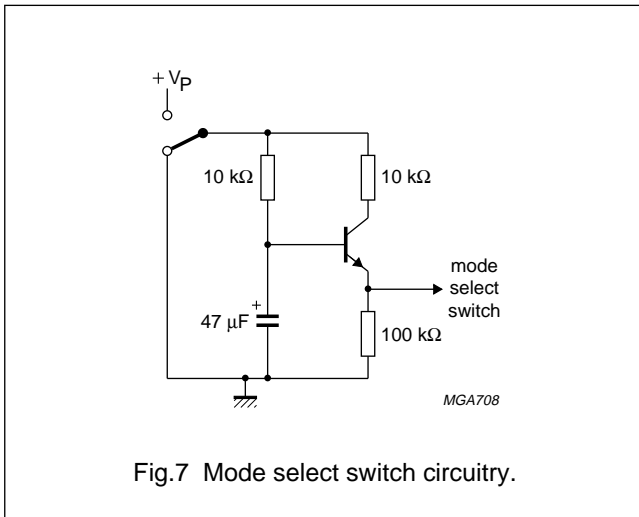 + VP
10 kΩ
10 kΩ
mode
select
switch
47 μF
+
100 kΩ
MGA708
Fig.7 Mode select switch circuitry.